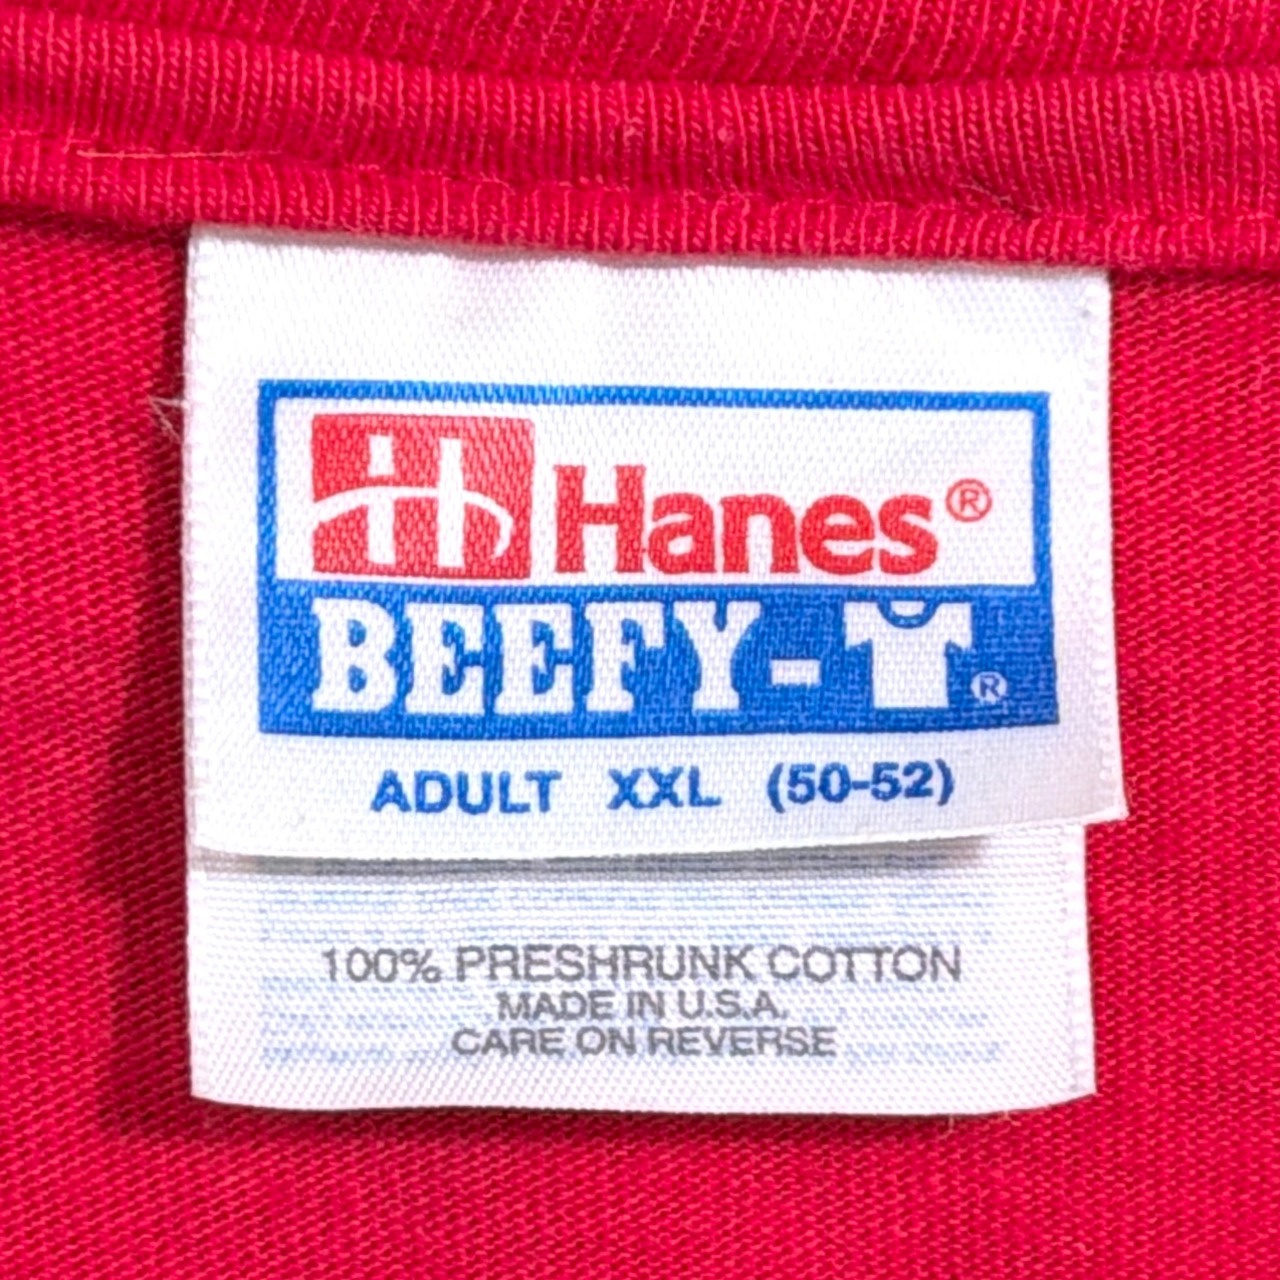 H Hanes®
BEEFY-T®
ADULT XXL (50-52)
100% PRESHRUNK COTTON
MADE IN U.S.A.
CARE ON REVERSE